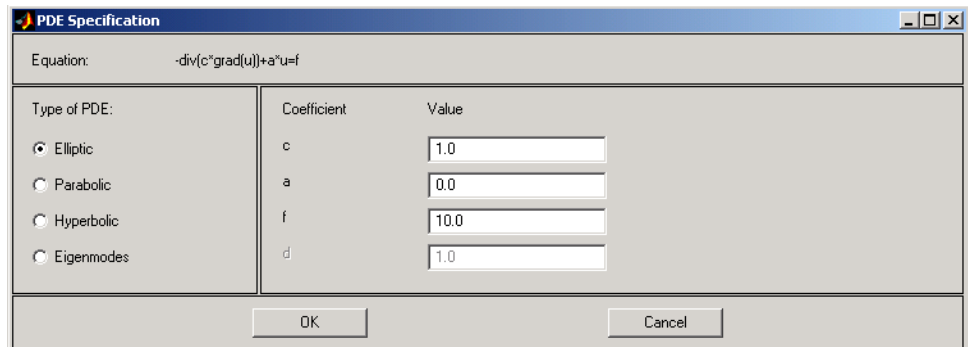 PDE Specification
Equation: -div(c*grad(u))+a*u=f
Type of PDE: Coefficient Value
Elliptic c 1.0
Parabolic a 0.0
Hyperbolic f 10.0
Eigenmodes d 1.0
OK Cancel